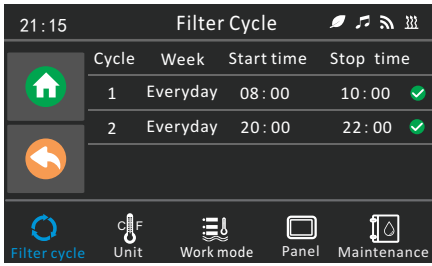 21:15 Filter Cycle
Cycle Week Start time Stop time
1 Everyday 08:00 10:00
2 Everyday 20:00 22:00
C F
Filter cycle Unit Work mode Panel Maintenance